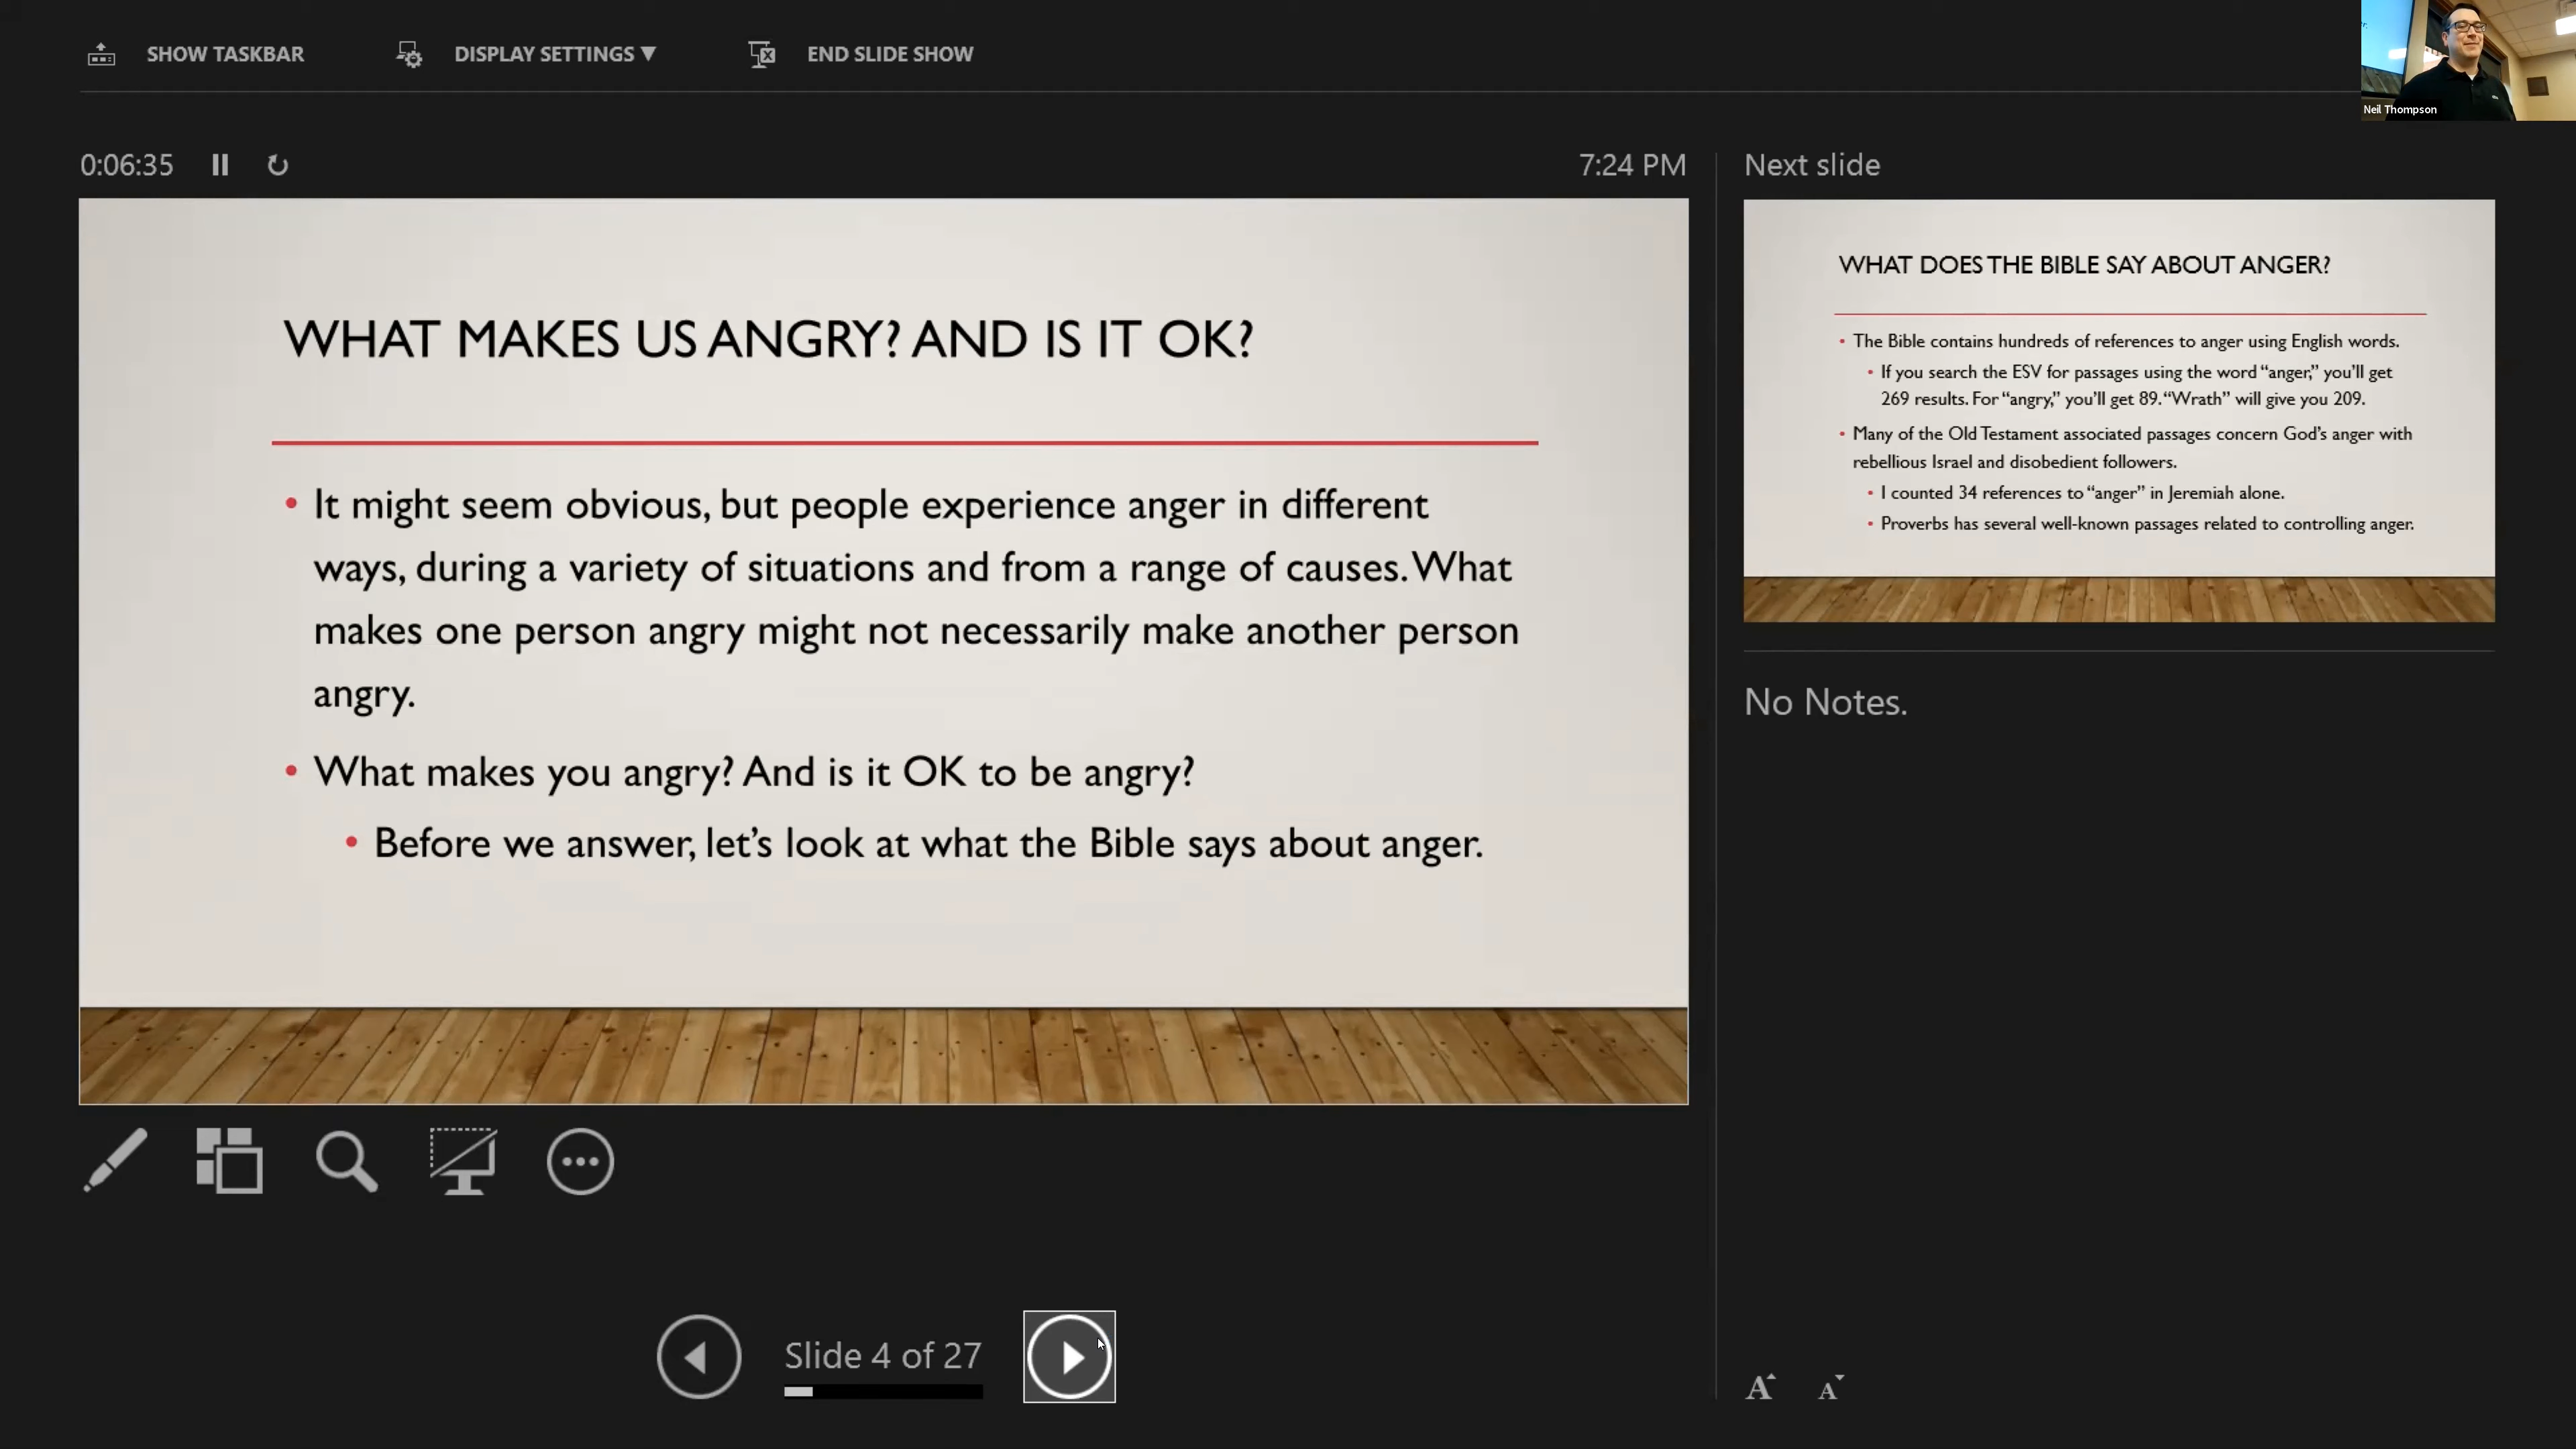 SHOW TASKBAR
DISPLAY SETTINGS ▼
END SLIDE SHOW
Neil Thompson
0:06:35
7:24 PM
WHAT MAKES US ANGRY? AND IS IT OK?
• It might seem obvious, but people experience anger in different
ways, during a variety of situations and from a range of causes. What
makes one person angry might not necessarily make another person
angry.
• What makes you angry? And is it OK to be angry?
• Before we answer, let's look at what the Bible says about anger.
Slide 4 of 27
Next slide
WHAT DOES THE BIBLE SAY ABOUT ANGER?
• The Bible contains hundreds of references to anger using English words.
• If you search the ESV for passages using the word “anger,” you'll get
269 results. For “angry,” you'll get 89. “Wrath” will give you 209.
• Many of the Old Testament associated passages concern God's anger with
rebellious Israel and disobedient followers.
• I counted 34 references to “anger” in Jeremiah alone.
• Proverbs has several well-known passages related to controlling anger.
No Notes.
A A